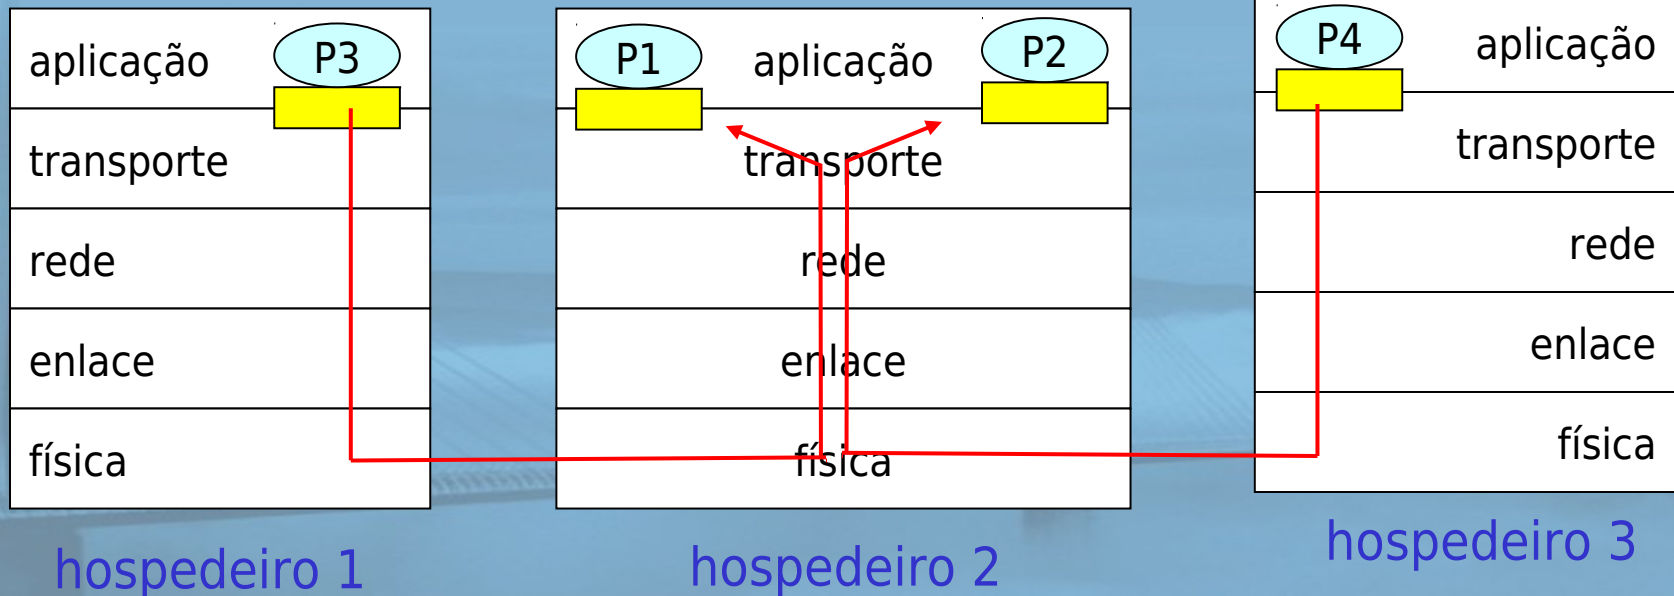 aplicação
P3
transporte
rede
enlace
física
hospedeiro 1
P1
aplicação
P2
transporte
rede
enlace
física
hospedeiro 2
P4
aplicação
transporte
rede
enlace
física
hospedeiro 3